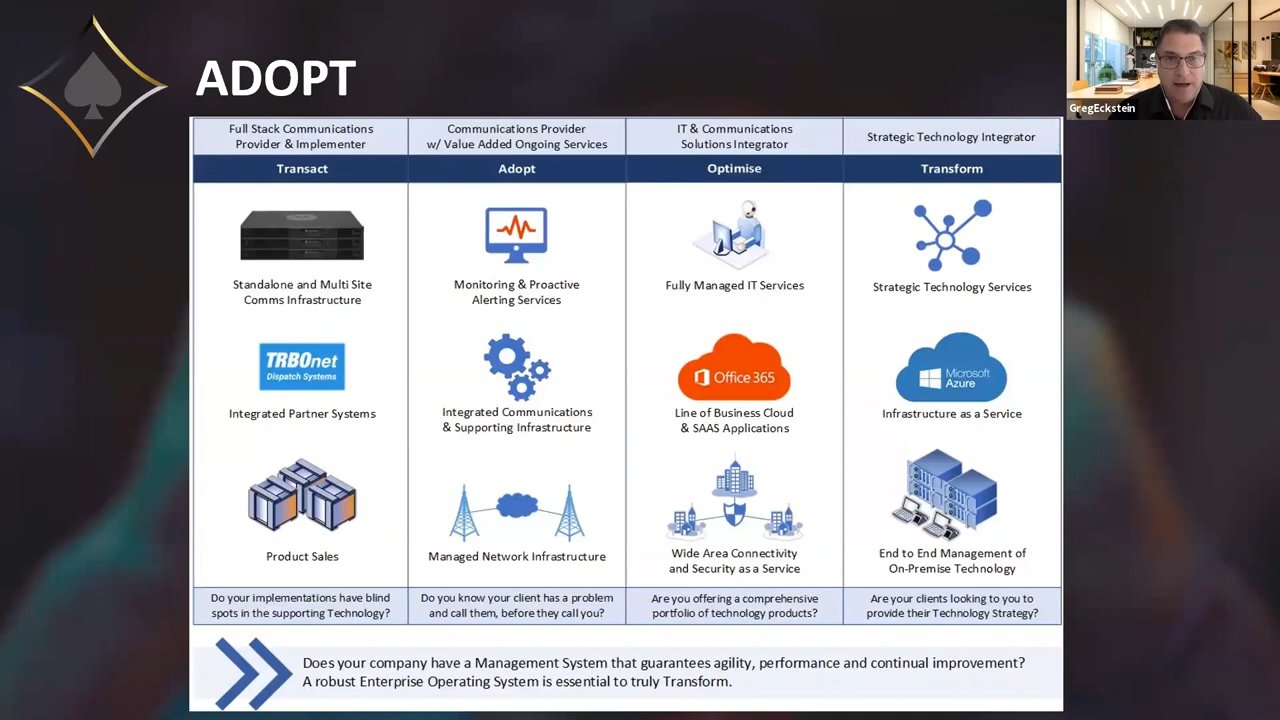 ADOPT
GregEckstein
Full Stack Communications
Provider & Implementer
Communications Provider
w/ Value Added Ongoing Services
IT & Communications
Solutions Integrator
Strategic Technology Integrator
Transact
Adopt
Optimise
Transform
Standalone and Multi Site
Comms Infrastructure
Monitoring & Proactive
Alerting Services
Fully Managed IT Services
Strategic Technology Services
TRBOnet
Dispatch Systems
Office 365
Microsoft
Azure
Integrated Partner Systems
Integrated Communications
& Supporting Infrastructure
Line of Business Cloud
& SAAS Applications
Infrastructure as a Service
Product Sales
Managed Network Infrastructure
Wide Area Connectivity
and Security as a Service
End to End Management of
On-Premise Technology
Do your implementations have blind
spots in the supporting Technology?
Do you know your client has a problem
and call them, before they call you?
Are you offering a comprehensive
portfolio of technology products?
Are your clients looking to you to
provide their Technology Strategy?
Does your company have a Management System that guarantees agility, performance and continual improvement?
A robust Enterprise Operating System is essential to truly Transform.